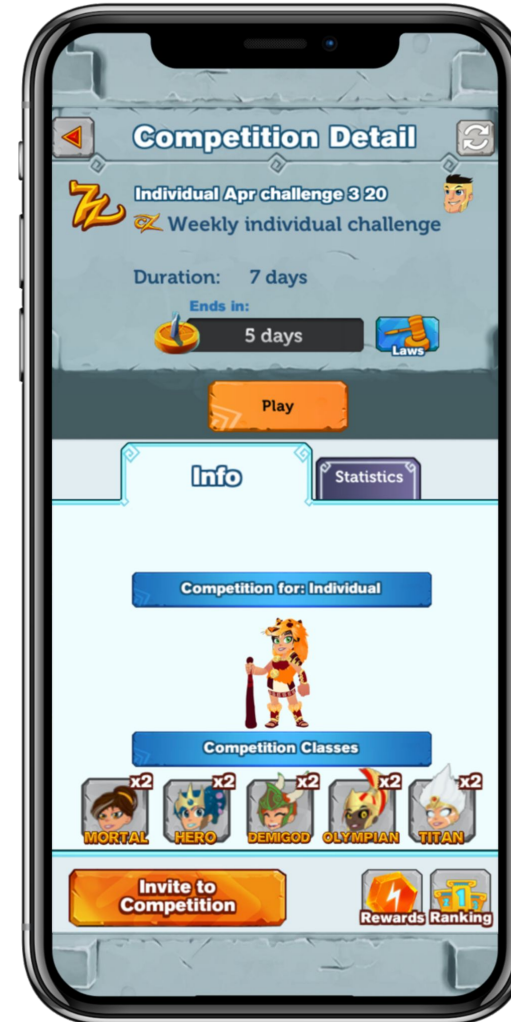 Competition Detail
Individual Apr challenge 3 20
Weekly individual challenge
Duration: 7 days
Ends in:
5 days
Laws
Play
Info
Statistics
Competition for: Individual
Competition Classes
x2 x2 x2 x2 x2
MORTAL HERO DEMIGOD OLYMPIAN TITAN
Invite to
Competition
1
Rewards Ranking